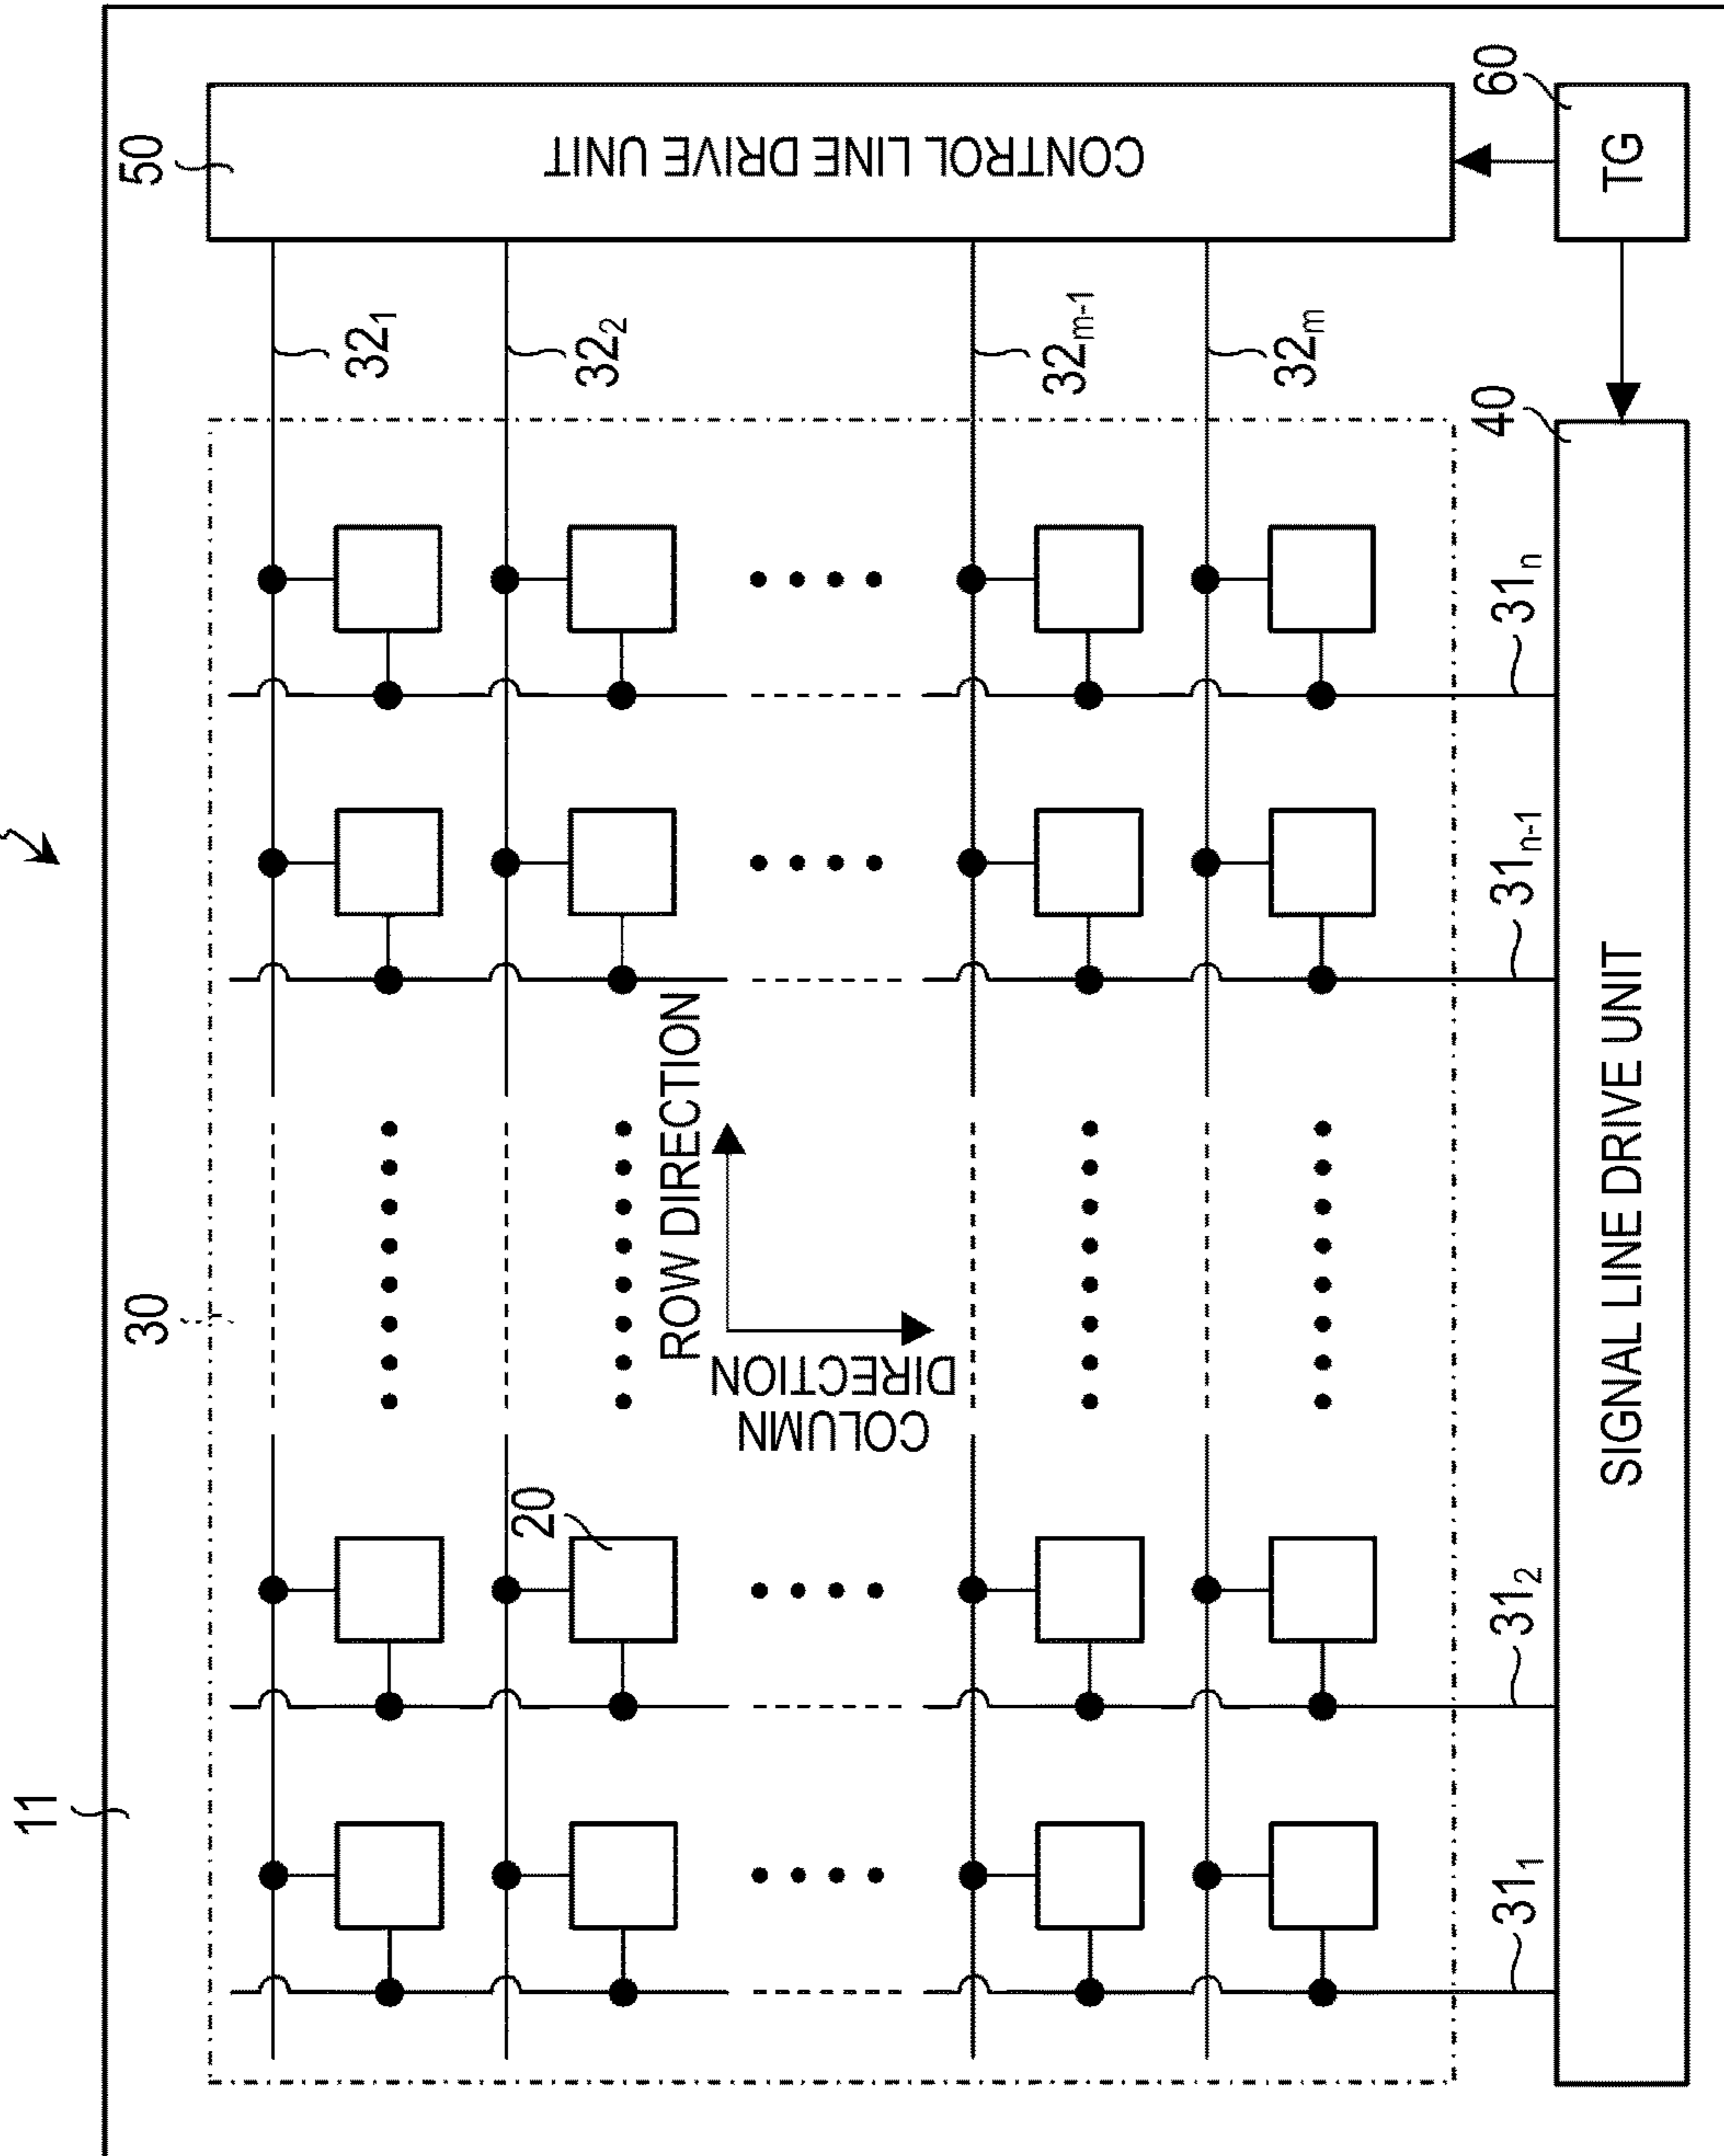 11
30
50
32₁
20
32₂
ROW DIRECTION
COLUMN
DIRECTION
CONTROL LINE DRIVE UNIT
32ₘ₋₁
32ₘ
31₁
31₂
31ₙ₋₁
31ₙ
40
60
SIGNAL LINE DRIVE UNIT
TG